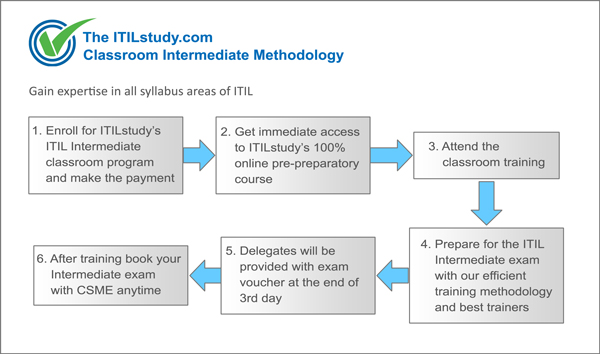 The ITILstudy.com
Classroom Intermediate Methodology
Gain expertise in all syllabus areas of ITIL
1. Enroll for ITILstudy's
ITIL Intermediate
classroom program
and make the payment
2. Get immediate access
to ITILstudy's 100%
online pre-preparatory
course
3. Attend the
classroom training
4. Prepare for the ITIL
Intermediate exam
with our efficient
training methodology
and best trainers
5. Delegates will be
provided with exam
voucher at the end of
3rd day
6. After training book your
Intermediate exam
with CSME anytime